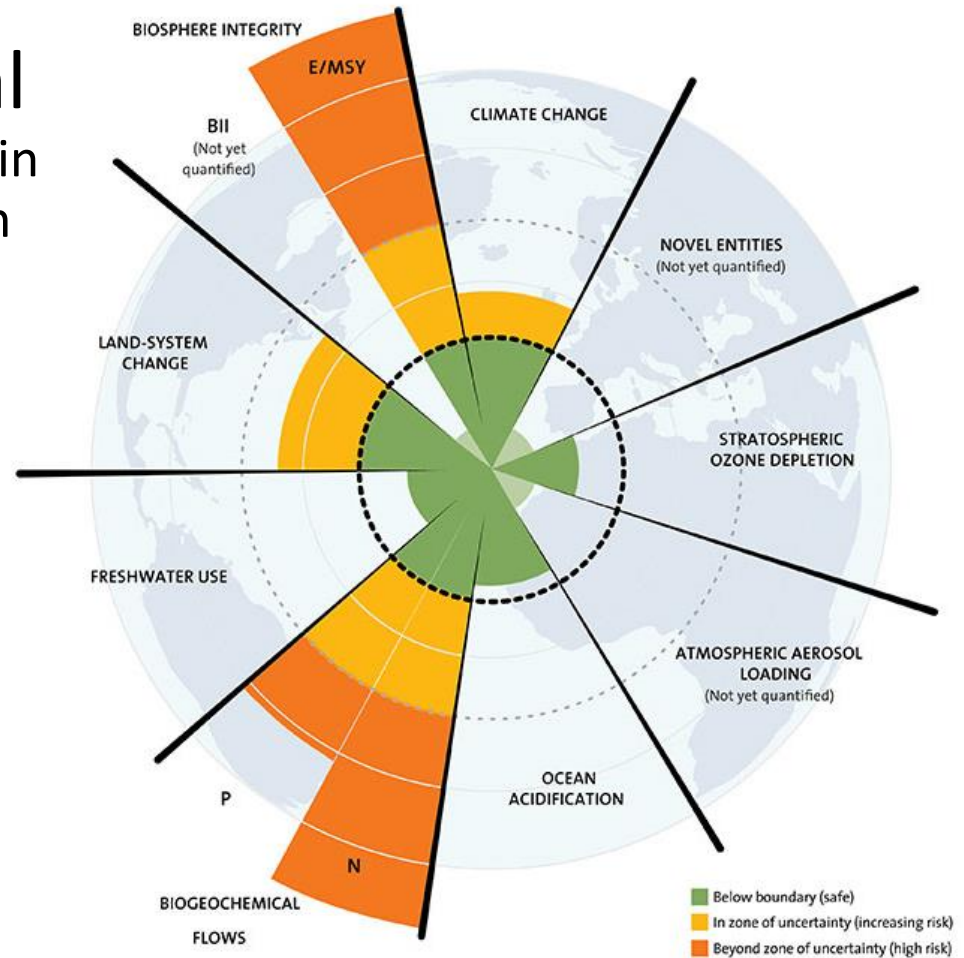 al
in
n
BIOSPHERE INTEGRITY
E/MSY
BII
(Not yet
quantified)
CLIMATE CHANGE
NOVEL ENTITIES
(Not yet quantified)
LAND-SYSTEM
CHANGE
STRATOSPHERIC
OZONE DEPLETION
FRESHWATER USE
ATMOSPHERIC AEROSOL
LOADING
(Not yet quantified)
OCEAN
ACIDIFICATION
P
N
BIOGEOCHEMICAL
FLOWS
Below boundary (safe)
In zone of uncertainty (increasing risk)
Beyond zone of uncertainty (high risk)